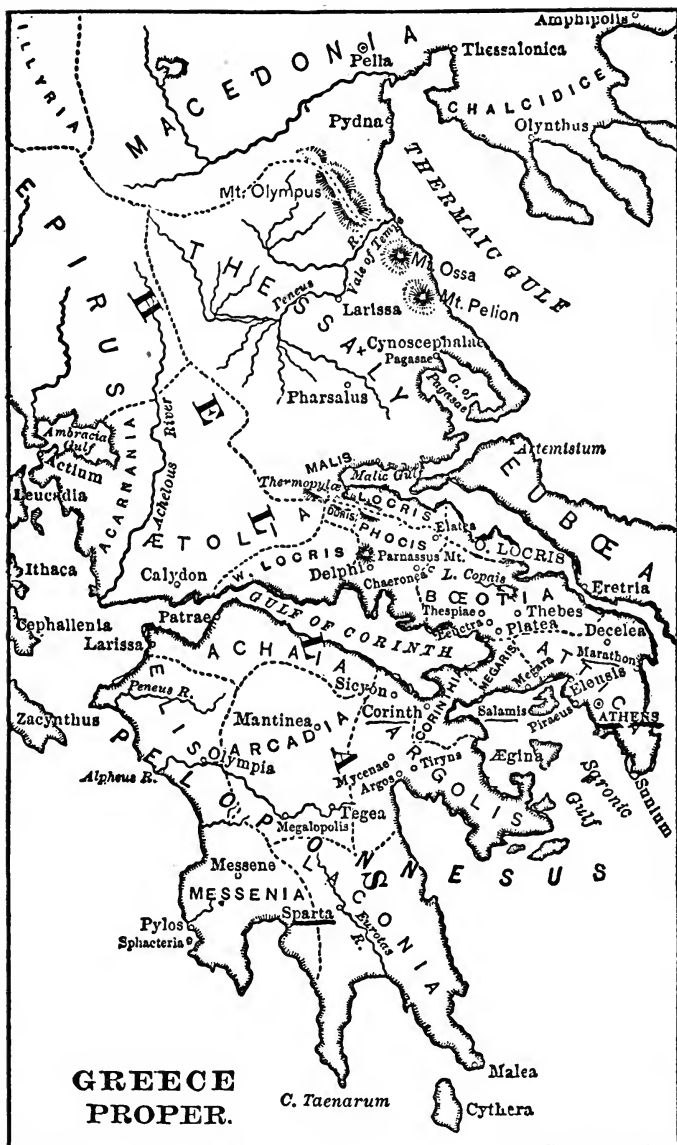 Amphipolis
MACEDONIA
Pella
Thessalonica
ILLYRIA
CHALCIDICE
Pydna
Olynthus
THERMAIC GULF
Mt. Olympus
EPIRUS
THESSALY
R.
Vale of Tempe
Mt. Ossa
Peneus
Mt. Pelion
Larissa
HELLAS
Cynoscephalae
Pagasae
G. of
Pagasae
Pharsalus
Ambracia
Gulf
River
Actium
Artemisium
MALIS
Malic Gulf
EUBŒA
Leucadia
ACARNANIA
Achelous
Thermopulæ
LOCRIS
DORIS
PHOCIS
Elatea
ÆTOLIA
O. LOCRIS
W. LOCRIS
Parnassus Mt.
Ithaca
Calydon
Delphi
Chaeronea
L. Copais
Eretria
BŒOTIA
Thespiae
Thebes
GULF OF CORINTH
Leuctra
Platea
Decelea
Cephallenia
Patrae
Larissa
ACHAIA
MEGARIS
Megara
ATTICA
Marathon
ELIS
Peneus R.
Sicyon
Eleusis
Zacynthus
Mantinea
Corinth
CORINTH
Salamis
Piraeus
ATHENS
ARCADIA
Olympia
ARGOLIS
Ægina
Alpheus R.
Mycenae
Tiryns
Argos
Saronic
Gulf
Sunium
Tegea
Megalopolis
PELOPONNESUS
Messene
MESSENIA
LACONIA
Sparta
Pylos
Sphacteria
Eurotas
R.
Malea
GREECE
PROPER.
C. Taenarum
Cythera